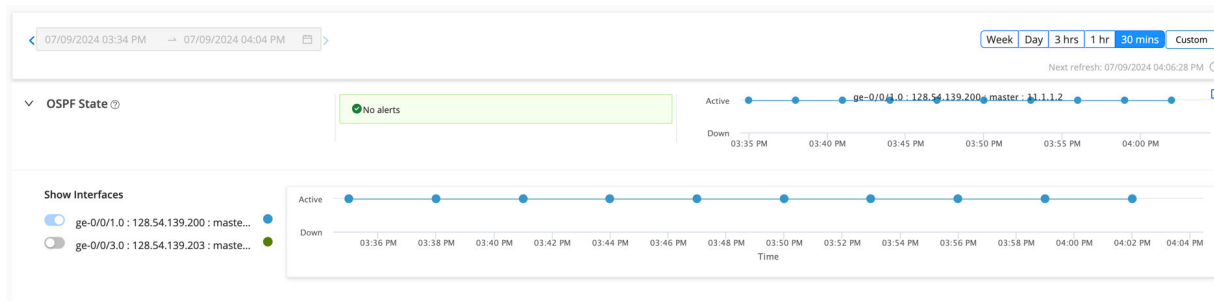 07/09/2024 03:34 PM → 07/09/2024 04:04 PM
Week Day 3 hrs 1 hr 30 mins Custom
Next refresh: 07/09/2024 04:06:28 PM
OSPF State
No alerts
Active
ge-0/0/1.0 : 128.54.139.200 : master : 11.1.1.2
Down
03:35 PM 03:40 PM 03:45 PM 03:50 PM 03:55 PM 04:00 PM
Show Interfaces
ge-0/0/1.0 : 128.54.139.200 : maste...
ge-0/0/3.0 : 128.54.139.203 : maste...
Active
Down
03:36 PM 03:38 PM 03:40 PM 03:42 PM 03:44 PM 03:46 PM 03:48 PM 03:50 PM 03:52 PM 03:54 PM 03:56 PM 03:58 PM 04:00 PM 04:02 PM 04:04 PM
Time